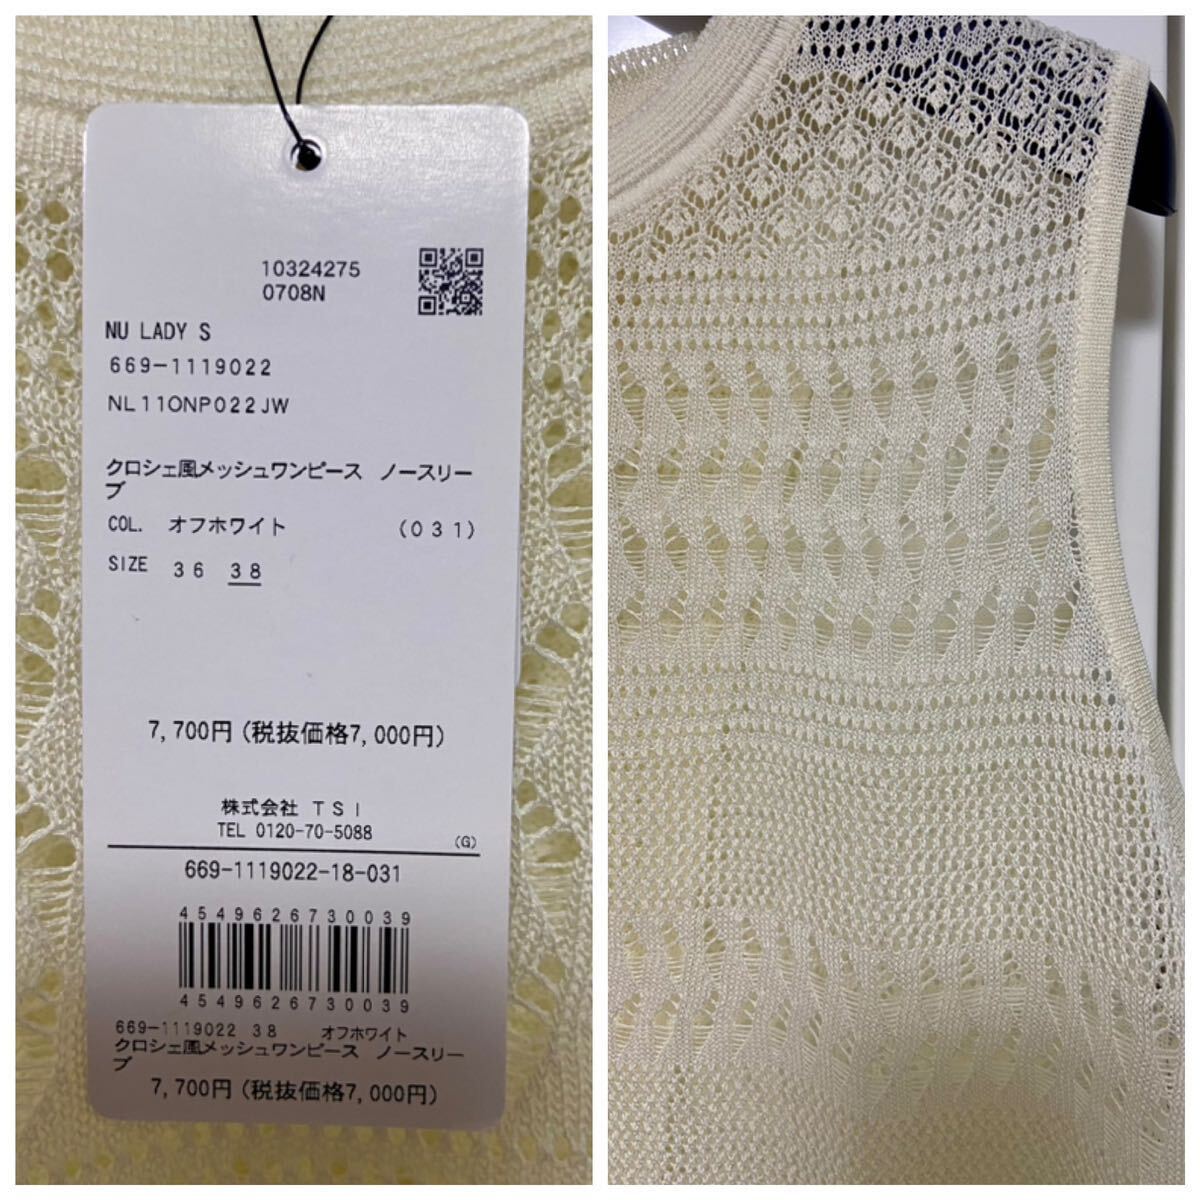 10324275
0708N
NU LADY S
669-1119022
NL11ONP022JW
クロシェ風メッシュワンピース ノースリー
ブ
COL. オフホワイト (031)
SIZE 36 38
7,700円(税抜価格7,000円)
株式会社 TSI
TEL 0120-70-5088
(G)
669-1119022-18-031
4549626730039
4549626730039
669-1119022 38 オフホワイト
クロシェ風メッシュワンピース ノースリー
ブ
7,700円(税抜価格7,000円)